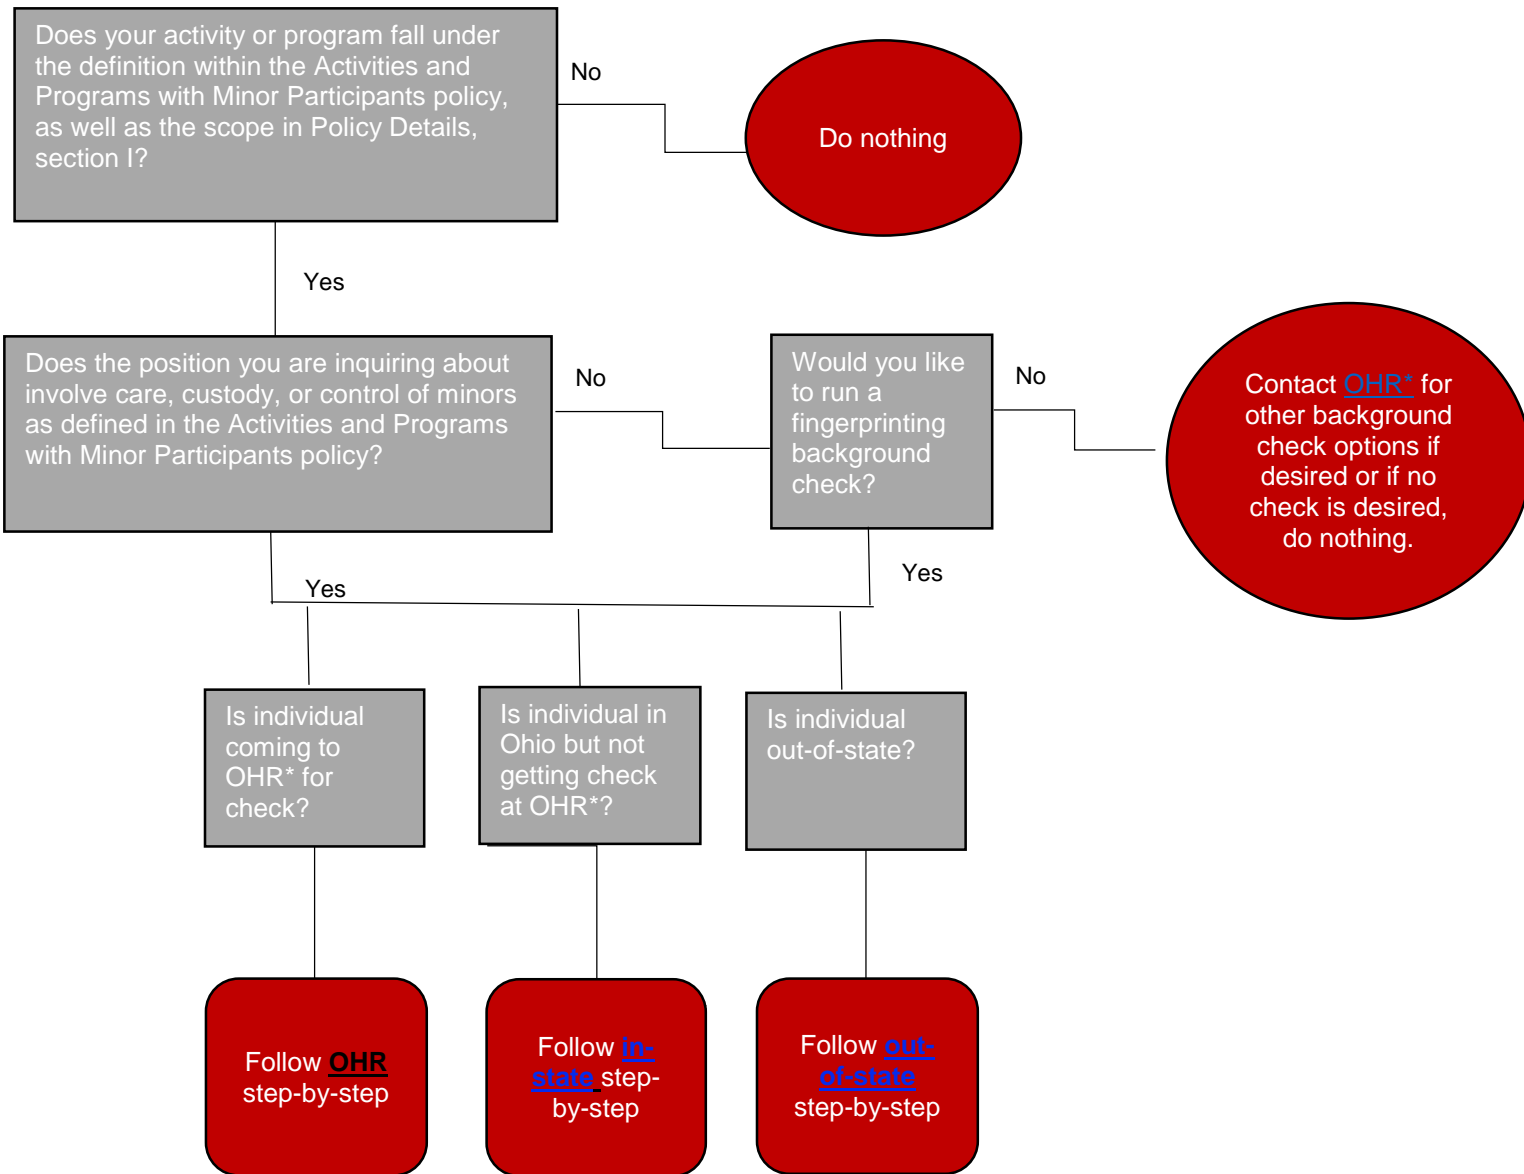 Does your activity or program fall under
the definition within the Activities and
Programs with Minor Participants policy,
as well as the scope in Policy Details,
section I?
No
Do nothing
Yes
Does the position you are inquiring about
involve care, custody, or control of minors
as defined in the Activities and Programs
with Minor Participants policy?
No
Would you like
to run a
fingerprinting
background
check?
No
Contact OHR* for
other background
check options if
desired or if no
check is desired,
do nothing.
Yes
Yes
Is individual
coming to
OHR* for
check?
Is individual in
Ohio but not
getting check
at OHR*?
Is individual
out-of-state?
Follow OHR
step-by-step
Follow in-
state step-
by-step
Follow out-
of-state
step-by-step